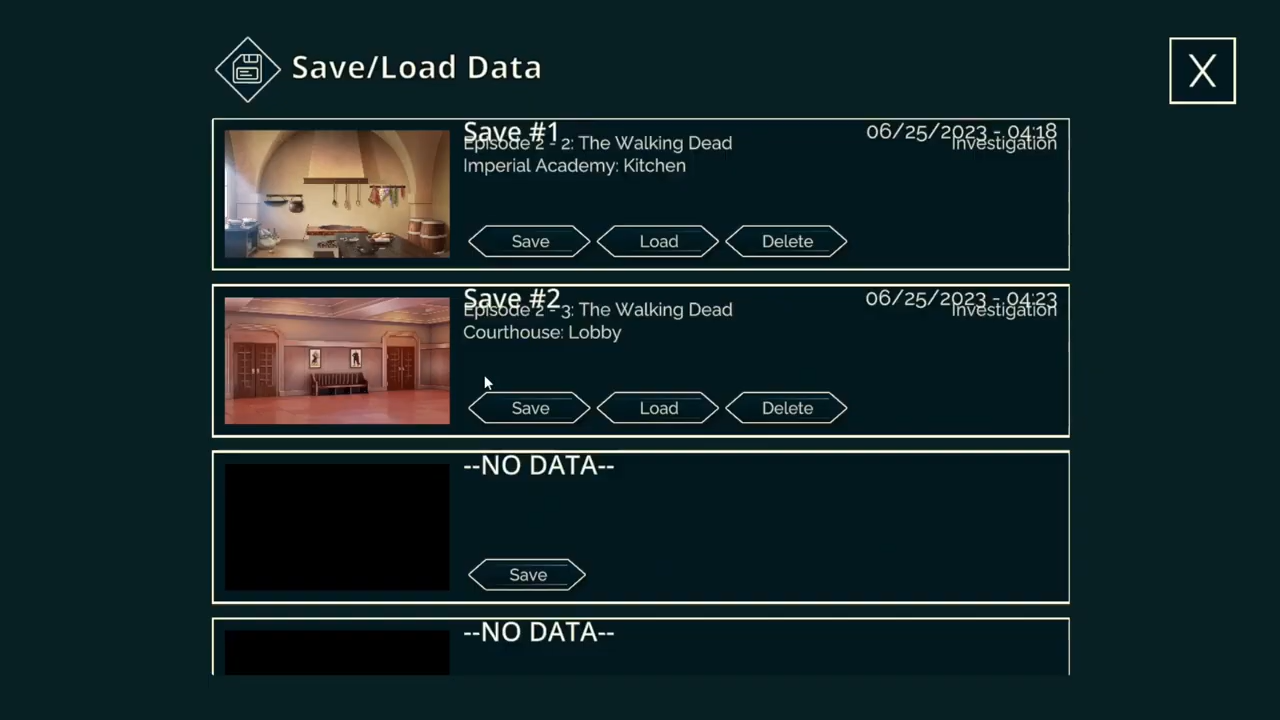 Save/Load Data
X
Save #1 06/25/2023 - 04:18
Episode 2 - 2: The Walking Dead Investigation
Imperial Academy: Kitchen
Save Load Delete
Save #2 06/25/2023 - 04:23
Episode 2 - 3: The Walking Dead Investigation
Courthouse: Lobby
Save Load Delete
--NO DATA--
Save
--NO DATA--